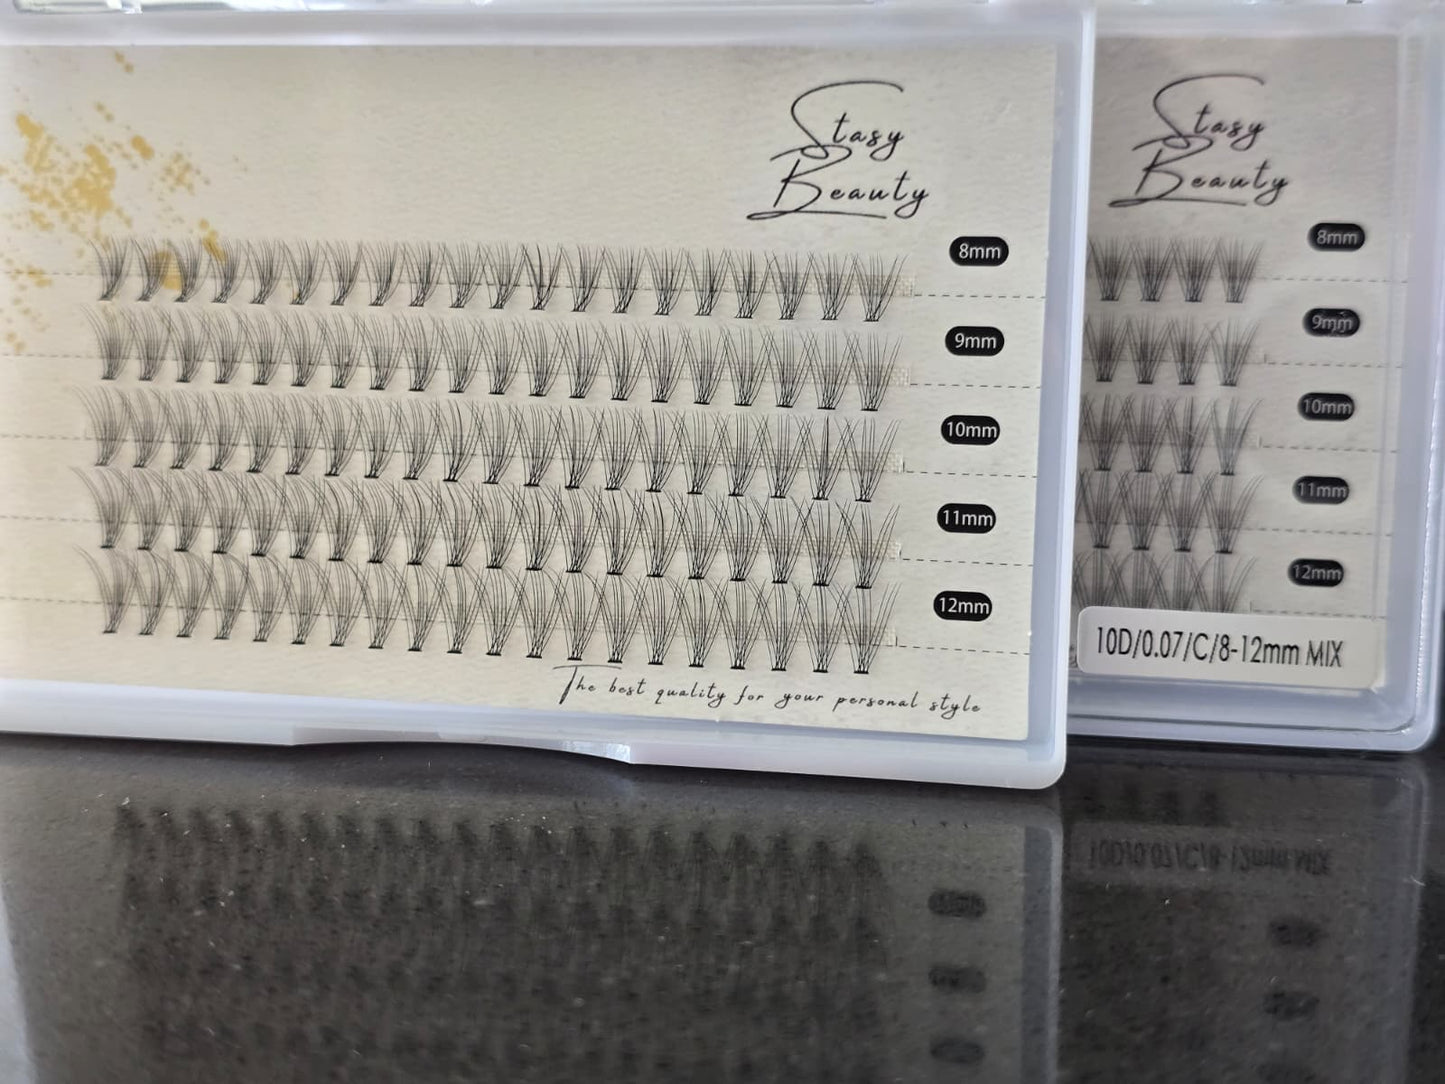 Stasy
Beauty
8mm
9mm
10mm
11mm
12mm
The best quality for your personal style
Stasy
Beauty
8mm
9mm
10mm
11mm
12mm
10D/0.07/C/8-12mm MIX